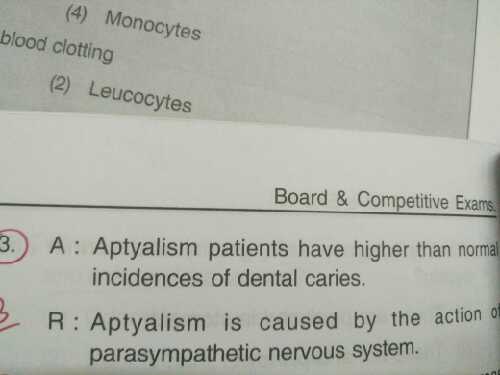 (4) Monocytes
blood clotting
(2) Leucocytes
Board & Competitive Exams.
3. A : Aptyalism patients have higher than normal
incidences of dental caries.
R : Aptyalism is caused by the action of
parasympathetic nervous system.